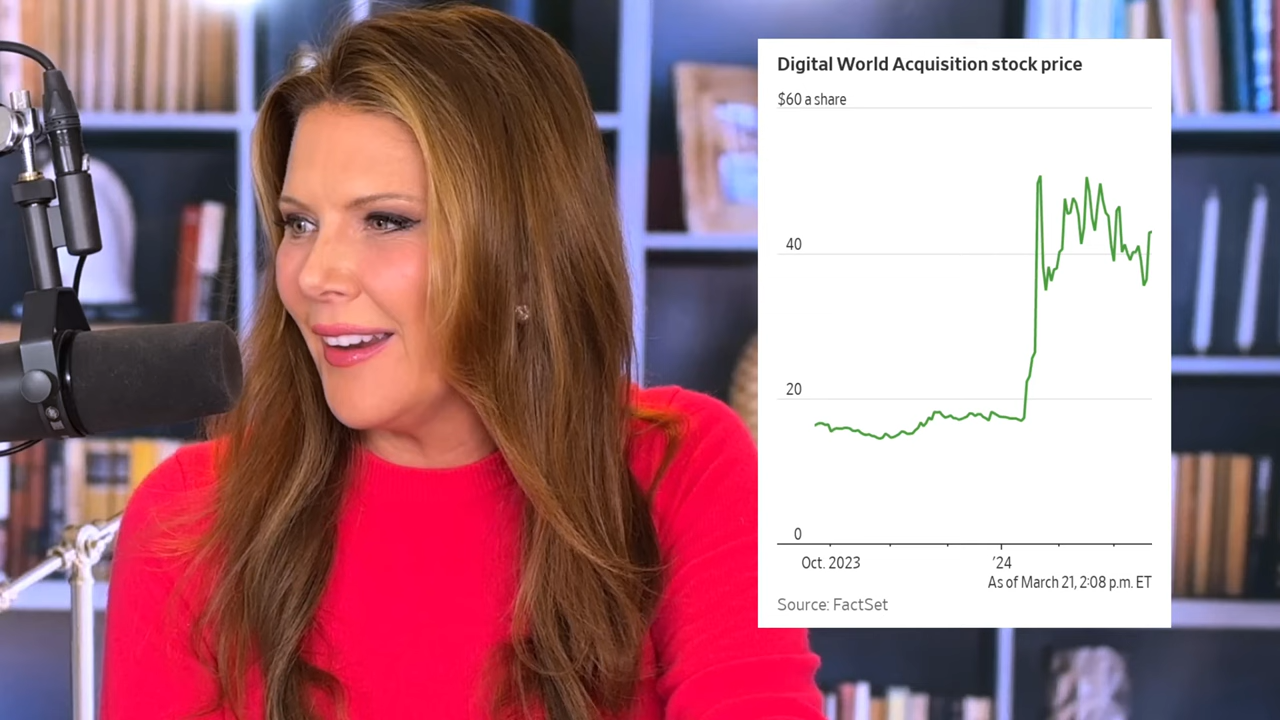 Digital World Acquisition stock price
$60 a share
40
20
0
Oct. 2023
’24
As of March 21, 2:08 p.m. ET
Source: FactSet